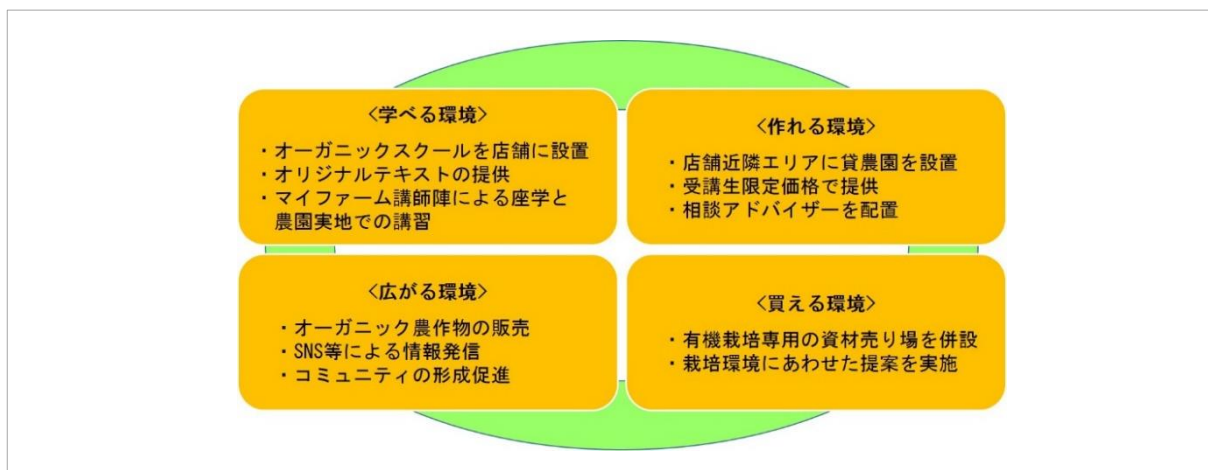 <学べる環境>
・オーガニックスクールを店舗に設置
・オリジナルテキストの提供
・マイファーム講師陣による座学と
農園実地での講習
<作れる環境>
・店舗近隣エリアに貸農園を設置
・受講生限定価格で提供
・相談アドバイザーを配置
<広がる環境>
・オーガニック農作物の販売
・SNS等による情報発信
・コミュニティの形成促進
<買える環境>
・有機栽培専用の資材売り場を併設
・栽培環境にあわせた提案を実施